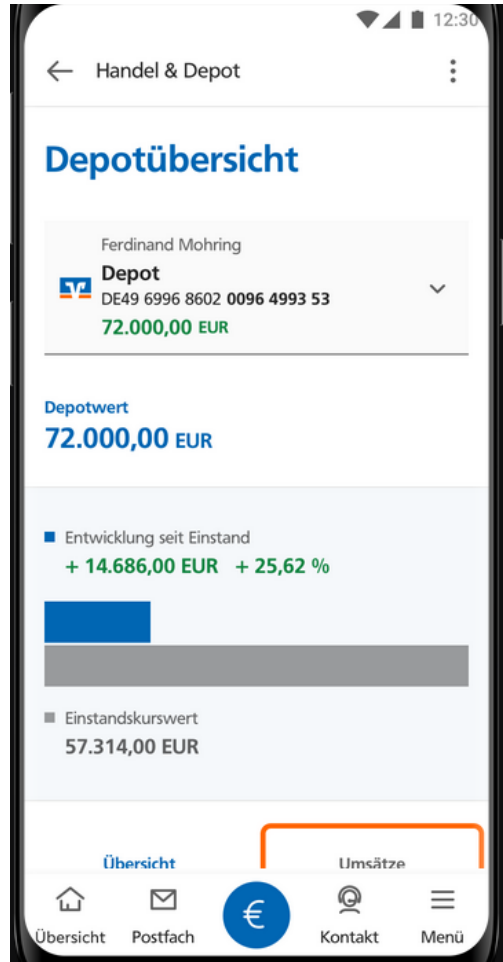 12:30
Handel & Depot
Depotübersicht
Ferdinand Mohring
Depot
DE49 6996 8602 0096 4993 53
72.000,00 EUR
Depotwert
72.000,00 EUR
Entwicklung seit Einstand
+ 14.686,00 EUR + 25,62 %
Einstandskurswert
57.314,00 EUR
Übersicht Umsätze
€
Übersicht Postfach Kontakt Menü